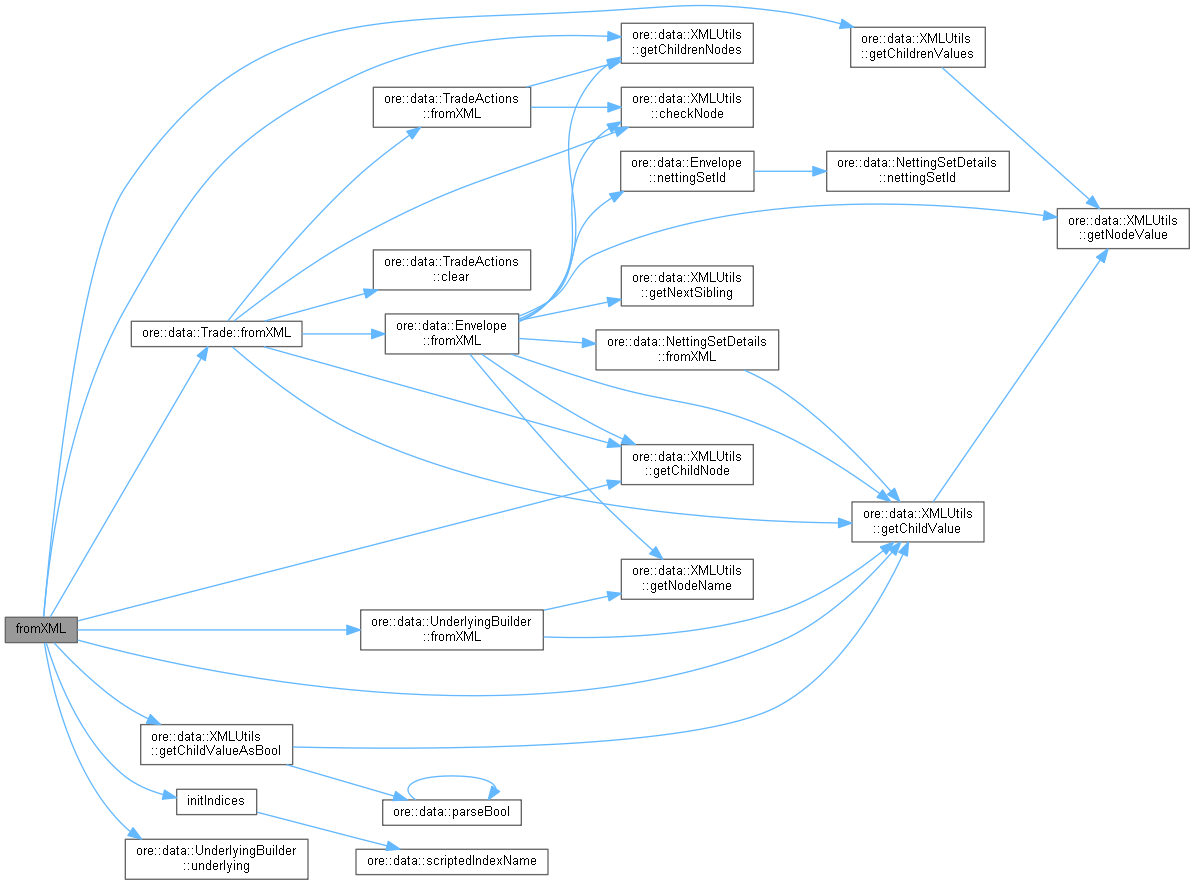 ore::data::XMLUtils
::getChildrenNodes
ore::data::XMLUtils
::getChildrenValues
ore::data::TradeActions
::fromXML
ore::data::XMLUtils
::checkNode
ore::data::Envelope
::nettingSetId
ore::data::NettingSetDetails
::nettingSetId
ore::data::XMLUtils
::getNodeValue
ore::data::TradeActions
::clear
ore::data::XMLUtils
::getNextSibling
ore::data::Trade::fromXML
ore::data::Envelope
::fromXML
ore::data::NettingSetDetails
::fromXML
ore::data::XMLUtils
::getChildNode
ore::data::XMLUtils
::getChildValue
ore::data::XMLUtils
::getNodeName
fromXML
ore::data::UnderlyingBuilder
::fromXML
ore::data::XMLUtils
::getChildValueAsBool
initIndices
ore::data::parseBool
ore::data::UnderlyingBuilder
::underlying
ore::data::scriptedIndexName